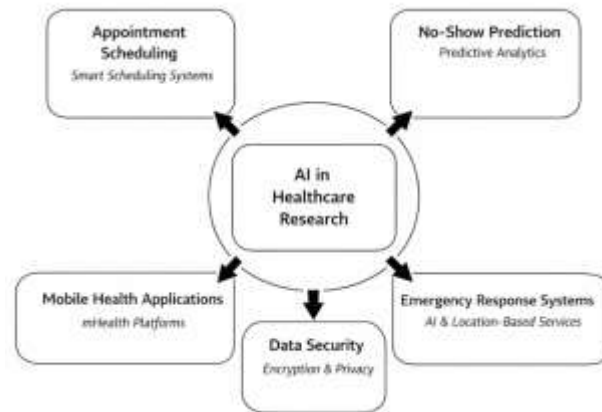 Appointment
Scheduling
Smart Scheduling Systems
No-Show Prediction
Predictive Analytics
AI in
Healthcare
Research
Mobile Health Applications
mHealth Platforms
Emergency Response Systems
AI & Location-Based Services
Data Security
Encryption & Privacy